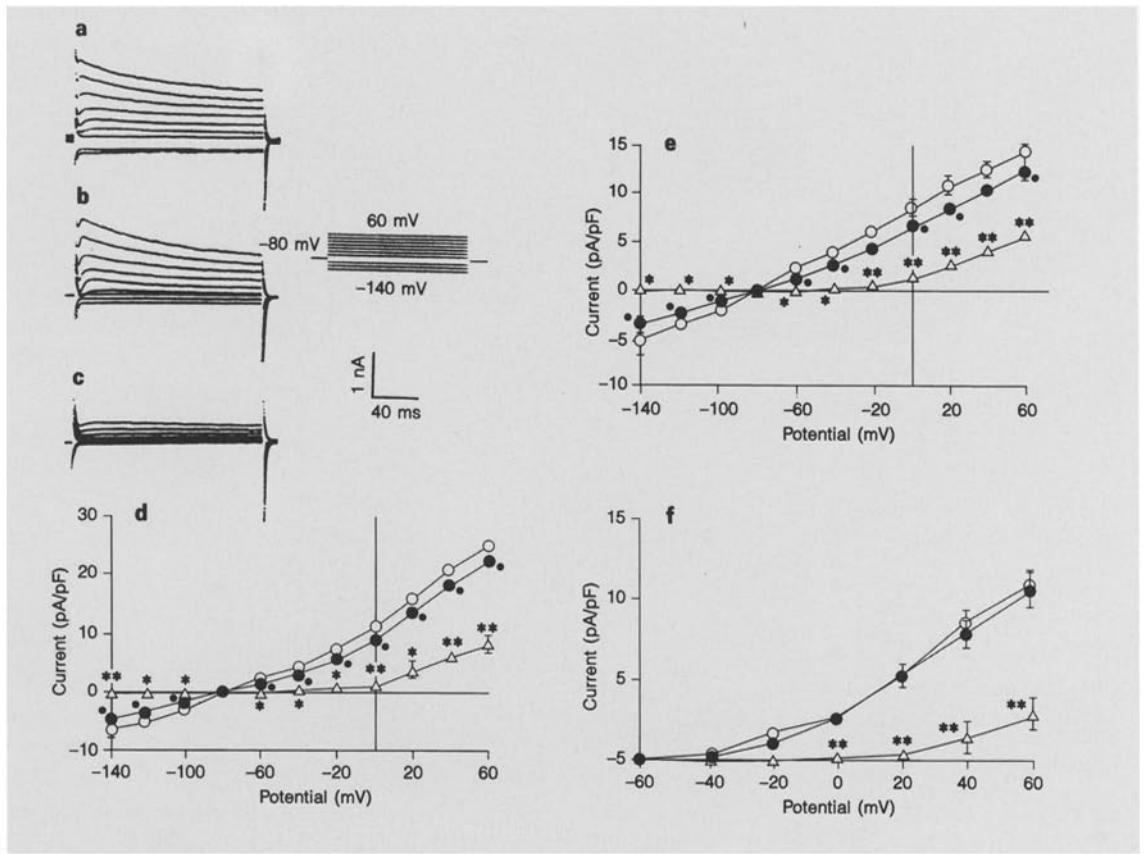 a
b
60 mV
−80 mV
−140 mV
c
1 nA
40 ms
d
30
20
10
0
−10
Current (pA/pF)
** * * * * * ** * ** **
−140 −100 −60 −20 20 60
Potential (mV)
e
15
10
5
0
−5
−10
Current (pA/pF)
* * * * * ** ** ** ** **
−140 −100 −60 −20 20 60
Potential (mV)
f
15
10
5
−5
Current (pA/pF)
** ** ** **
−60 −40 −20 0 20 40 60
Potential (mV)